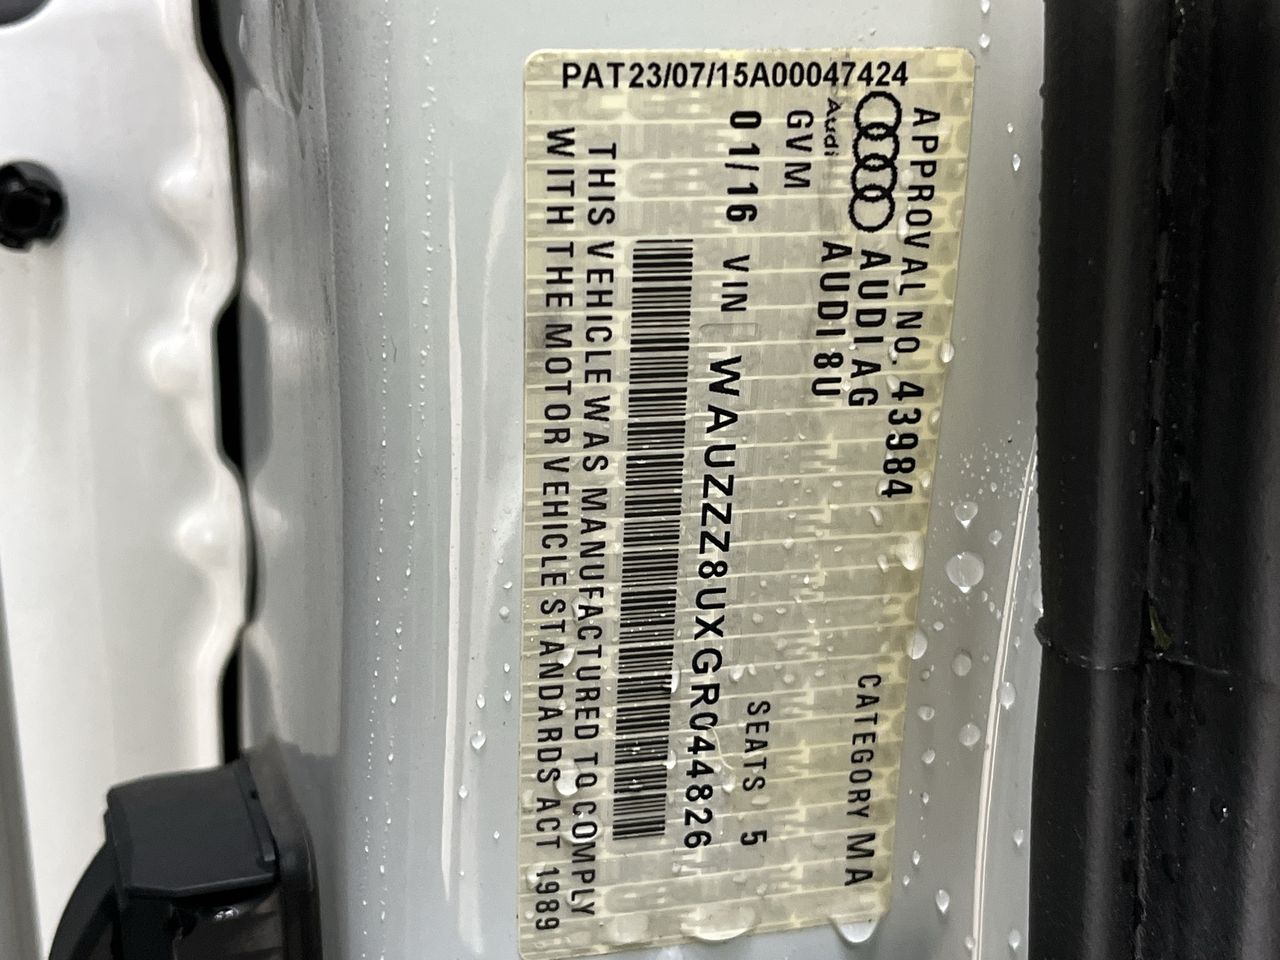 PAT23/07/15A00047424
APPROVAL NO. 43984
AUDI AG CATEGORY MA
Audi AUDI 8U
GVM
01/16 VIN WAUZZZ8UXGR044826 SEATS 5
THIS VEHICLE WAS MANUFACTURED TO COMPLY
WITH THE MOTOR VEHICLE STANDARDS ACT 1989